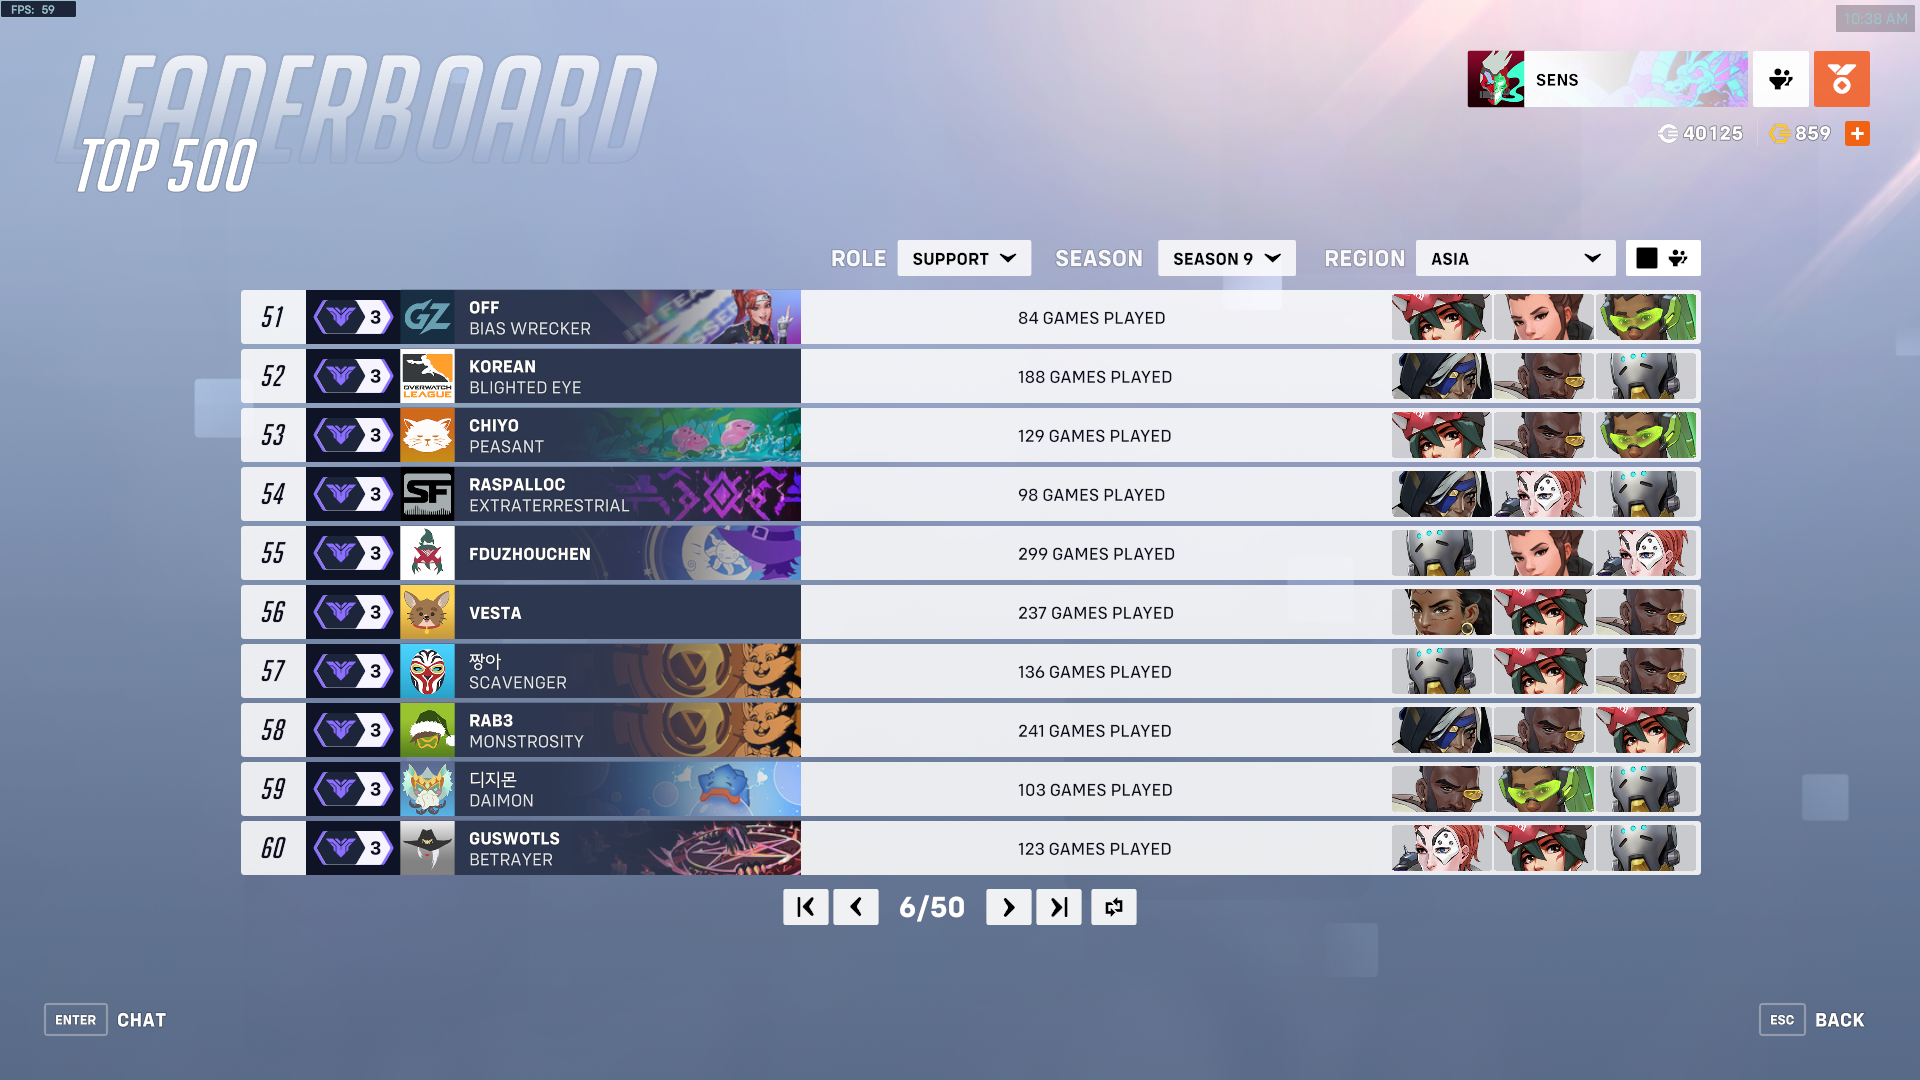 FPS: 59
10:38 AM
LEADERBOARD
TOP 500
SENS
40125
859
ROLE SUPPORT SEASON SEASON 9 REGION ASIA
51 3 GZ OFF BIAS WRECKER 84 GAMES PLAYED
52 3 OVERWATCH LEAGUE KOREAN BLIGHTED EYE 188 GAMES PLAYED
53 3 CHIYO PEASANT 129 GAMES PLAYED
54 3 SF RASPALLOC EXTRATERRESTRIAL 98 GAMES PLAYED
55 3 FDUZHOUCHEN 299 GAMES PLAYED
56 3 VESTA 237 GAMES PLAYED
57 3 짱아 SCAVENGER 136 GAMES PLAYED
58 3 RAB3 MONSTROSITY 241 GAMES PLAYED
59 3 디지몬 DAIMON 103 GAMES PLAYED
60 3 GUSWOTLS BETRAYER 123 GAMES PLAYED
6/50
ENTER CHAT
ESC BACK